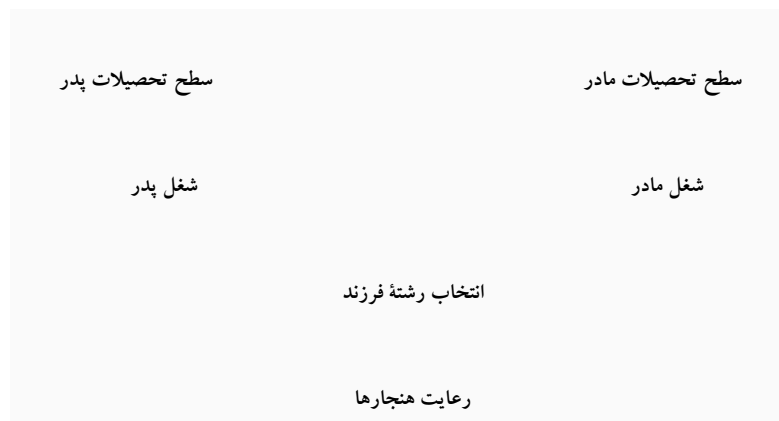 سطح تحصیلات مادر
سطح تحصیلات پدر
شغل مادر
شغل پدر
انتخاب رشتهٔ فرزند
رعایت هنجارها